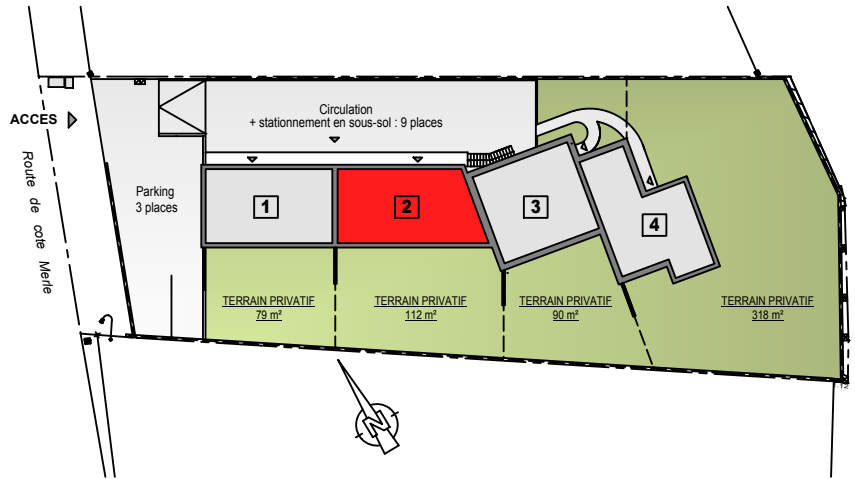 Circulation
+ stationnement en sous-sol : 9 places
ACCES
Route de cote Merle
Parking
3 places
1
2
3
4
TERRAIN PRIVATIF
79 m²
TERRAIN PRIVATIF
112 m²
TERRAIN PRIVATIF
90 m²
TERRAIN PRIVATIF
318 m²
N